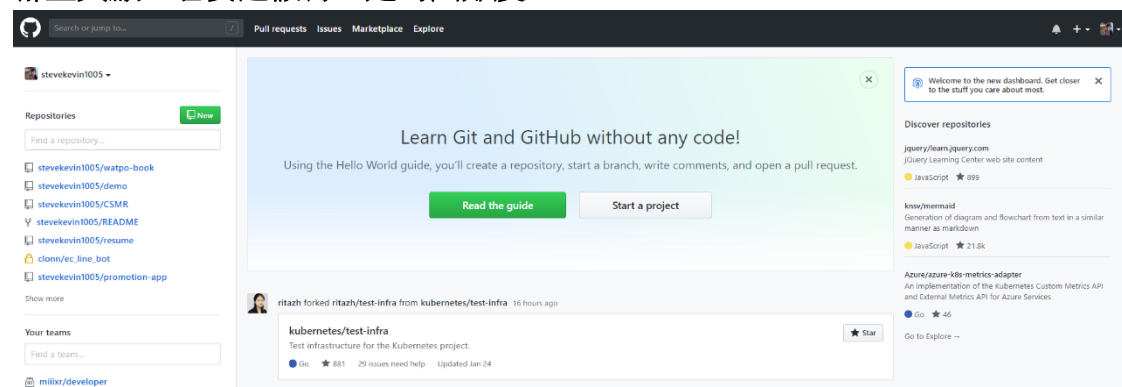 Search or jump to... /
Pull requests Issues Marketplace Explore
stevekevin1005
Repositories
New
Find a repository...
stevekevin1005/watpo-book
stevekevin1005/demo
stevekevin1005/CSMR
stevekevin1005/README
stevekevin1005/resume
clonn/ec_line_bot
stevekevin1005/promotion-app
Show more
Your teams
Find a team...
miiixr/developer
Learn Git and GitHub without any code!
Using the Hello World guide, you'll create a repository, start a branch, write comments, and open a pull request.
Read the guide
Start a project
ritazh forked ritazh/test-infra from kubernetes/test-infra 16 hours ago
kubernetes/test-infra
Star
Test infrastructure for the Kubernetes project.
Go 881 29 issues need help Updated Jan 24
Welcome to the new dashboard. Get closer
to the stuff you care about most.
Discover repositories
jquery/learn.jquery.com
jQuery Learning Center web site content
JavaScript 899
knsv/mermaid
Generation of diagram and flowchart from text in a similar
manner as markdown
JavaScript 21.8k
Azure/azure-k8s-metrics-adapter
An implementation of the Kubernetes Custom Metrics API
and External Metrics API for Azure Services
Go 46
Go to Explore →